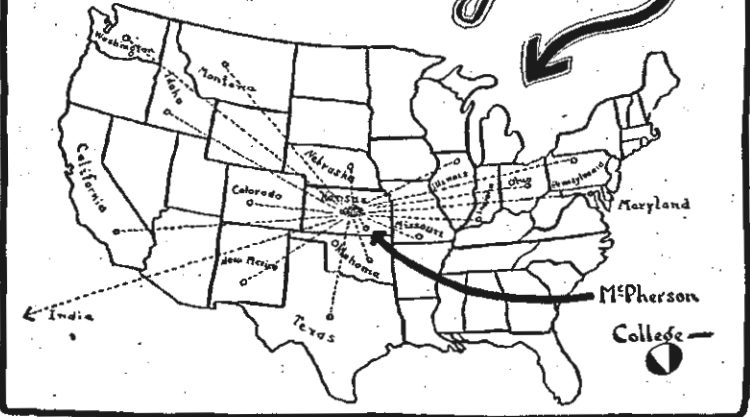 Washington
Montana
Idaho
Nebraska
California
Colorado
Kansas
Illinois
Indiana
Ohio
Pennsylvania
Maryland
Missouri
Oklahoma
New Mexico
Texas
India
McPherson
College